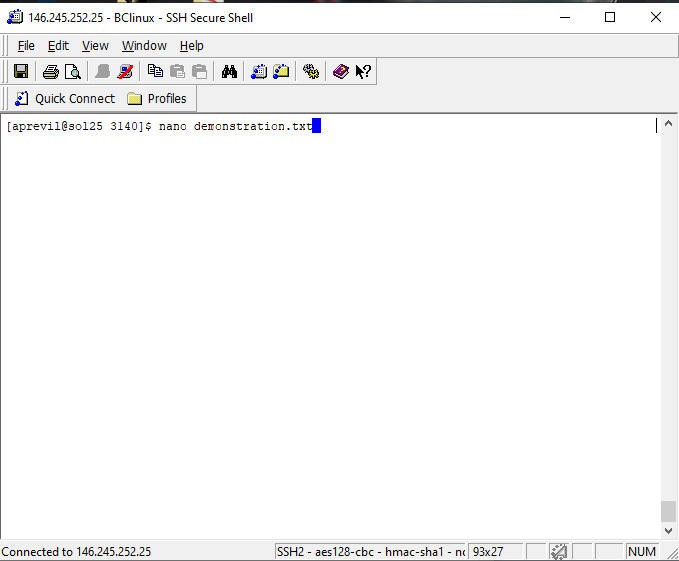 146.245.252.25 - BClinux - SSH Secure Shell
File Edit View Window Help
Quick Connect Profiles
[aprevil@sol25 3140]$ nano demonstration.txt
Connected to 146.245.252.25 SSH2 - aes128-cbc - hmac-sha1 - 93x27 NUM